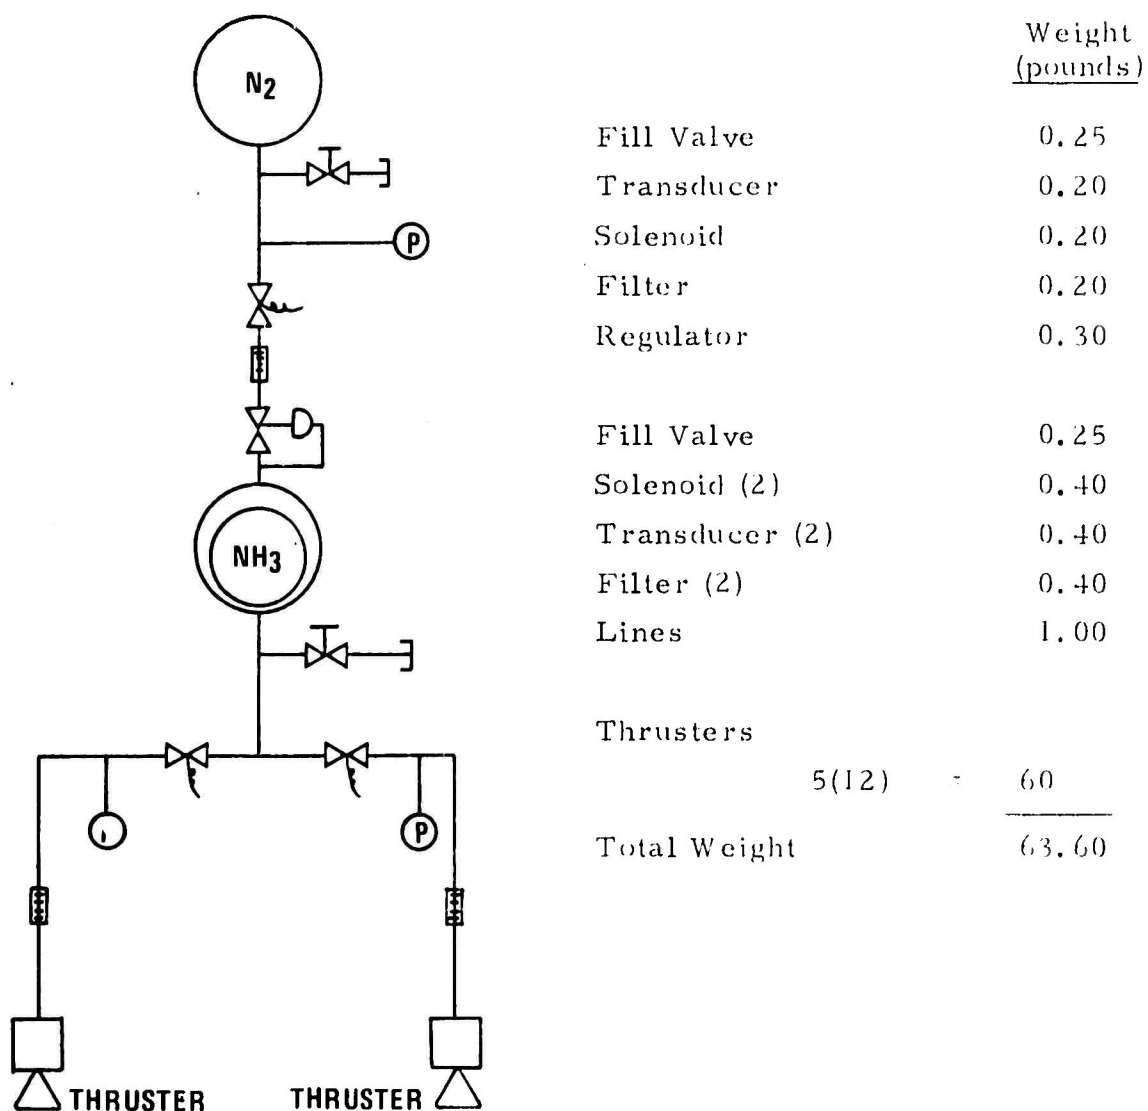 N2
P
NH3
P
THRUSTER
THRUSTER
Weight
(pounds)
Fill Valve 0.25
Transducer 0.20
Solenoid 0.20
Filter 0.20
Regulator 0.30
Fill Valve 0.25
Solenoid (2) 0.40
Transducer (2) 0.40
Filter (2) 0.40
Lines 1.00
Thrusters
5(12) - 60
Total Weight 63.60